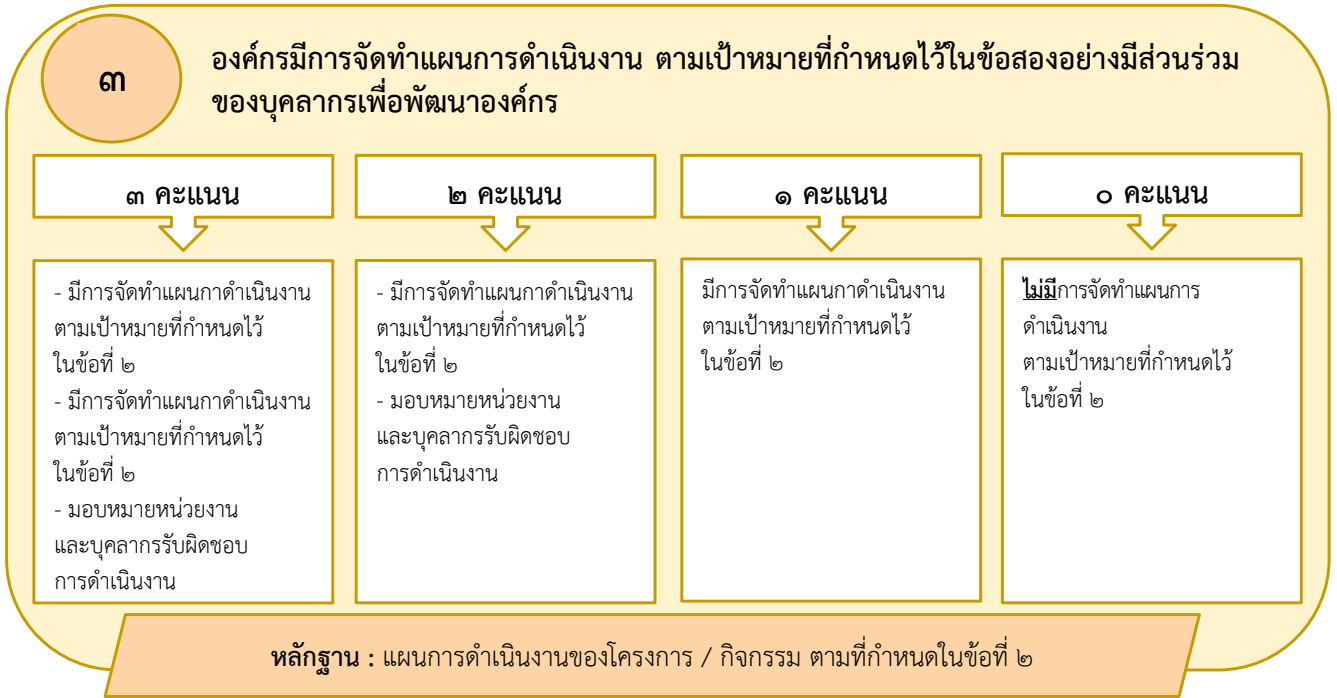 ๓
องค์กรมีการจัดทำแผนการดำเนินงาน ตามเป้าหมายที่กำหนดไว้ในข้อสองอย่างมีส่วนร่วม
ของบุคลากรเพื่อพัฒนาองค์กร
๓ คะแนน
- มีการจัดทำแผนกาดำเนินงาน
ตามเป้าหมายที่กำหนดไว้
ในข้อที่ ๒
- มีการจัดทำแผนกาดำเนินงาน
ตามเป้าหมายที่กำหนดไว้
ในข้อที่ ๒
- มอบหมายหน่วยงาน
และบุคลากรรับผิดชอบ
การดำเนินงาน
๒ คะแนน
- มีการจัดทำแผนกาดำเนินงาน
ตามเป้าหมายที่กำหนดไว้
ในข้อที่ ๒
- มอบหมายหน่วยงาน
และบุคลากรรับผิดชอบ
การดำเนินงาน
๑ คะแนน
มีการจัดทำแผนกาดำเนินงาน
ตามเป้าหมายที่กำหนดไว้
ในข้อที่ ๒
๐ คะแนน
ไม่มีการจัดทำแผนการ
ดำเนินงาน
ตามเป้าหมายที่กำหนดไว้
ในข้อที่ ๒
หลักฐาน : แผนการดำเนินงานของโครงการ / กิจกรรม ตามที่กำหนดในข้อที่ ๒